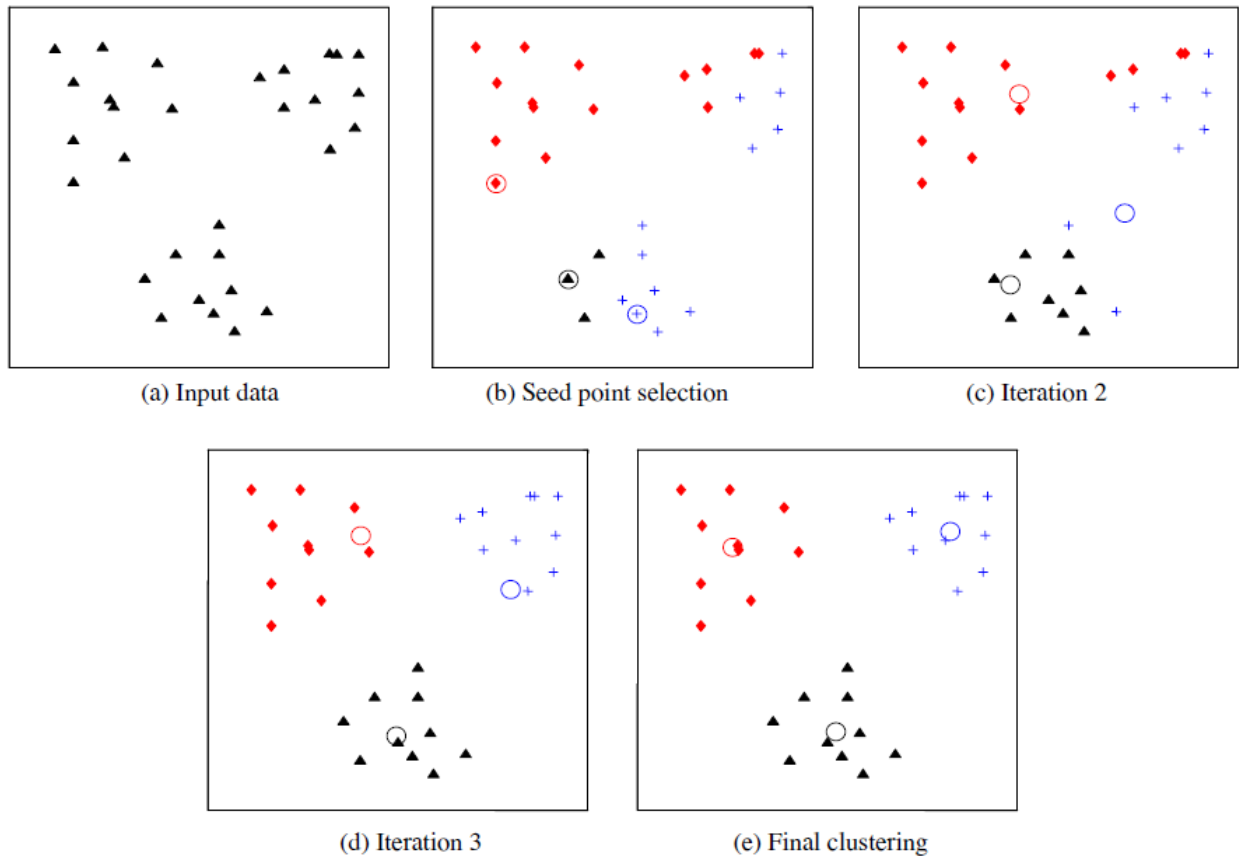 (a) Input data
(b) Seed point selection
(c) Iteration 2
(d) Iteration 3
(e) Final clustering